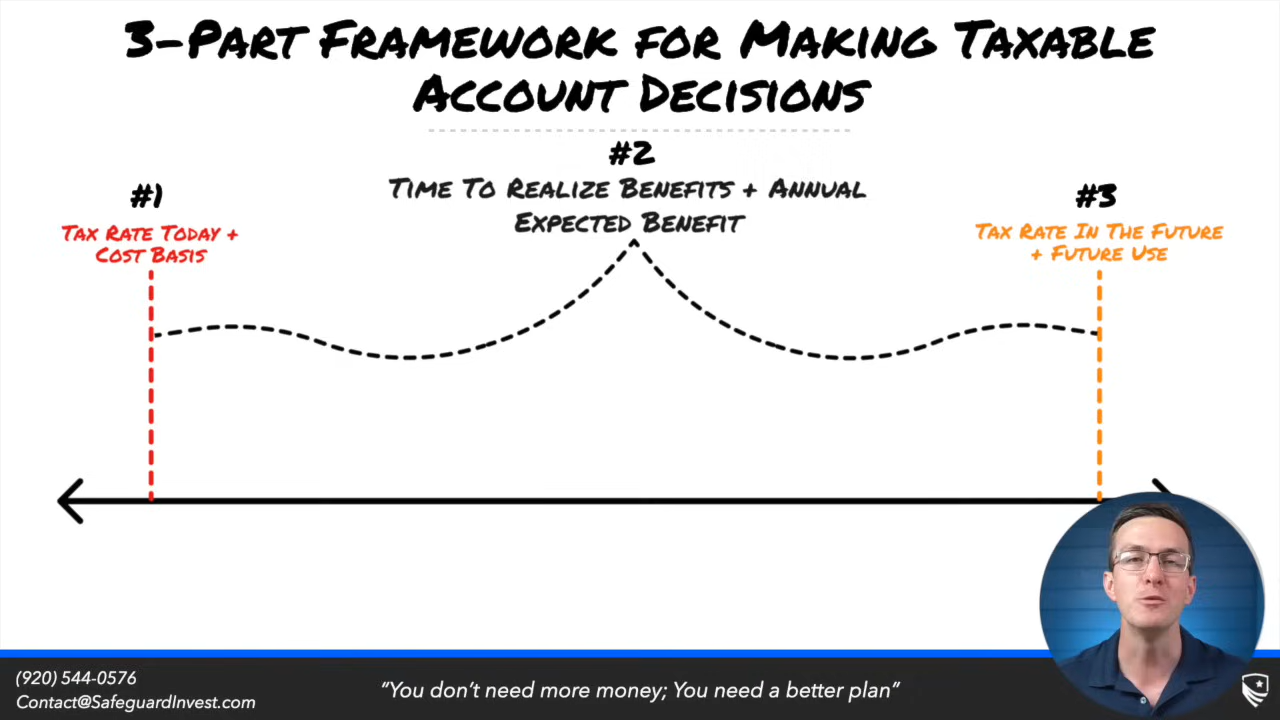 3-Part Framework for Making Taxable
Account Decisions
#2
Time To Realize Benefits + Annual
Expected Benefit
#1
Tax Rate Today +
Cost Basis
#3
Tax Rate In The Future
+ Future Use
(920) 544-0576
Contact@SafeguardInvest.com
“You don’t need more money; You need a better plan”